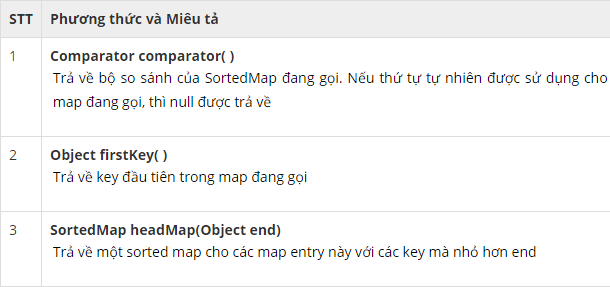 STT Phương thức và Miêu tả
1 Comparator comparator( )
Trả về bộ so sánh của SortedMap đang gọi. Nếu thứ tự tự nhiên được sử dụng cho
map đang gọi, thì null được trả về
2 Object firstKey( )
Trả về key đầu tiên trong map đang gọi
3 SortedMap headMap(Object end)
Trả về một sorted map cho các map entry này với các key mà nhỏ hơn end